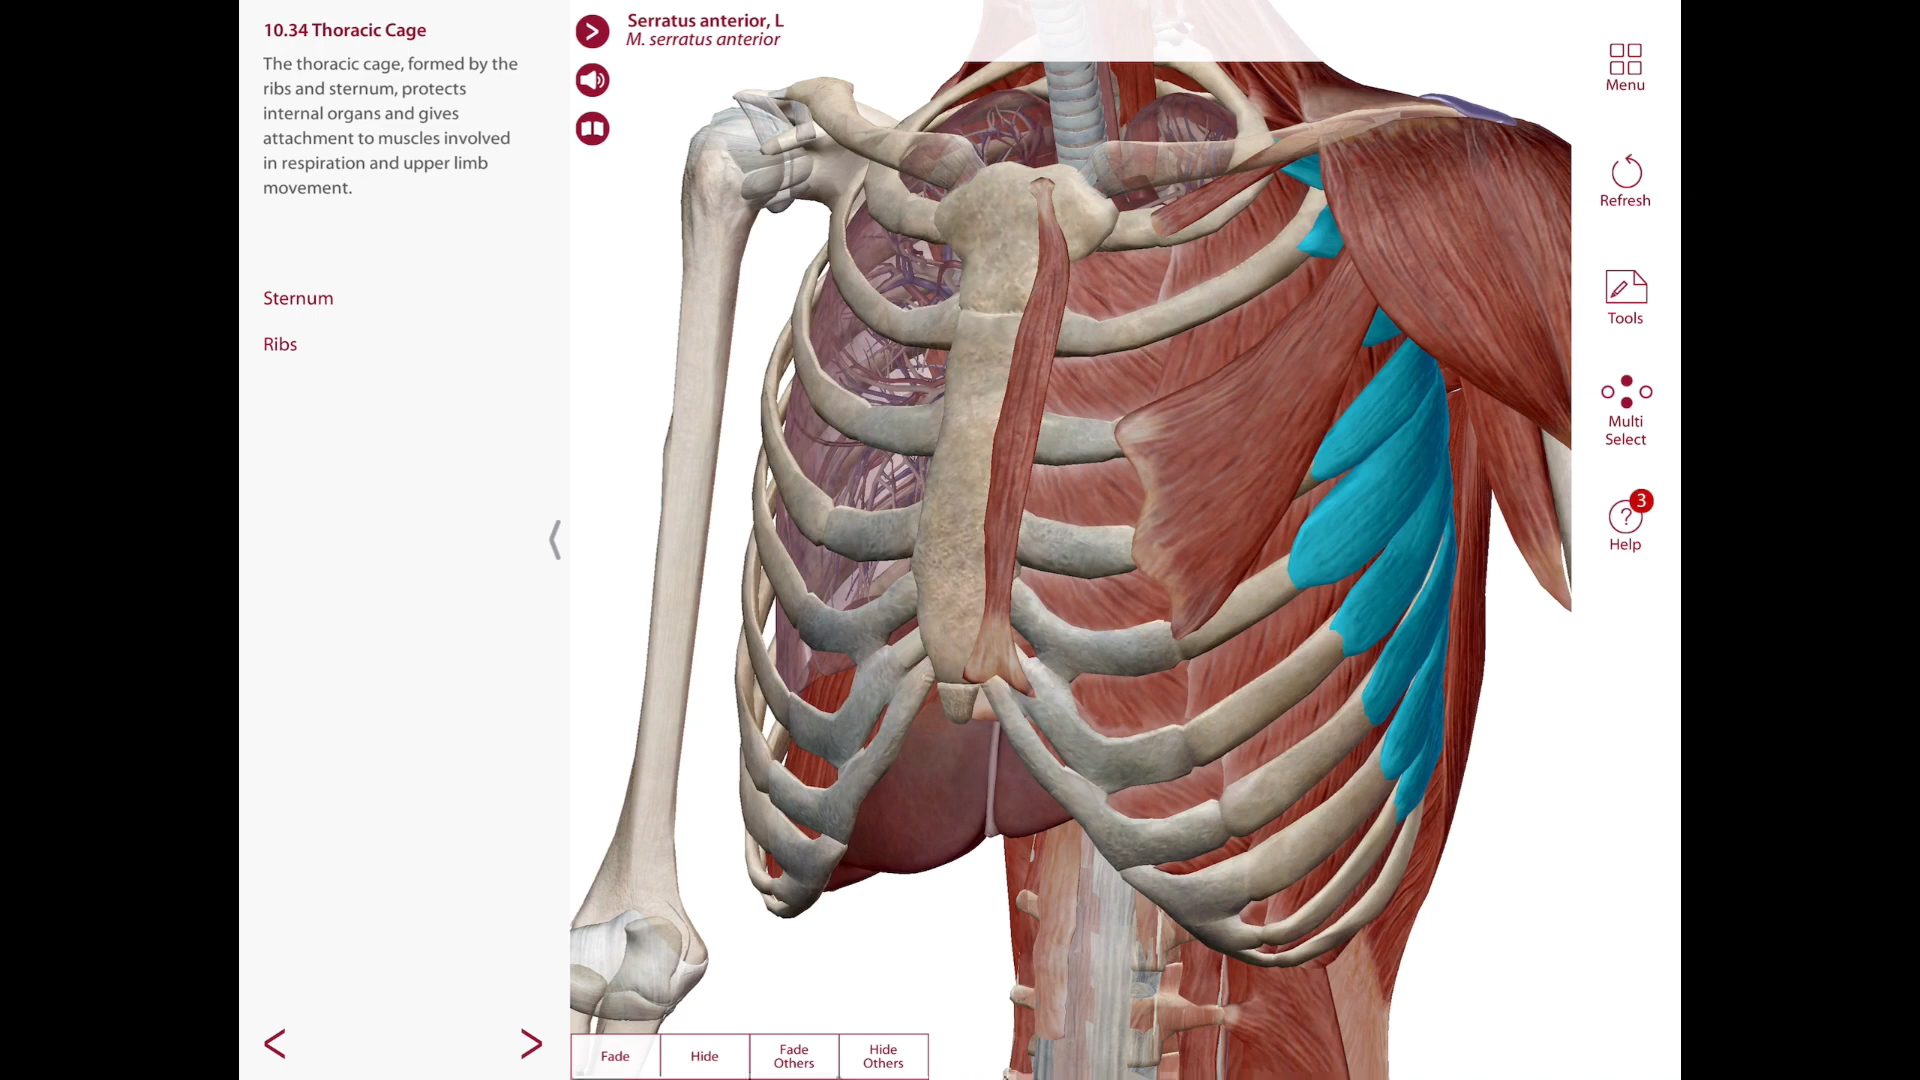 10.34 Thoracic Cage
The thoracic cage, formed by the
ribs and sternum, protects
internal organs and gives
attachment to muscles involved
in respiration and upper limb
movement.
Sternum
Ribs
Serratus anterior, L
M. serratus anterior
Menu
Refresh
Tools
Multi
Select
3
Help
Fade
Hide
Fade
Others
Hide
Others